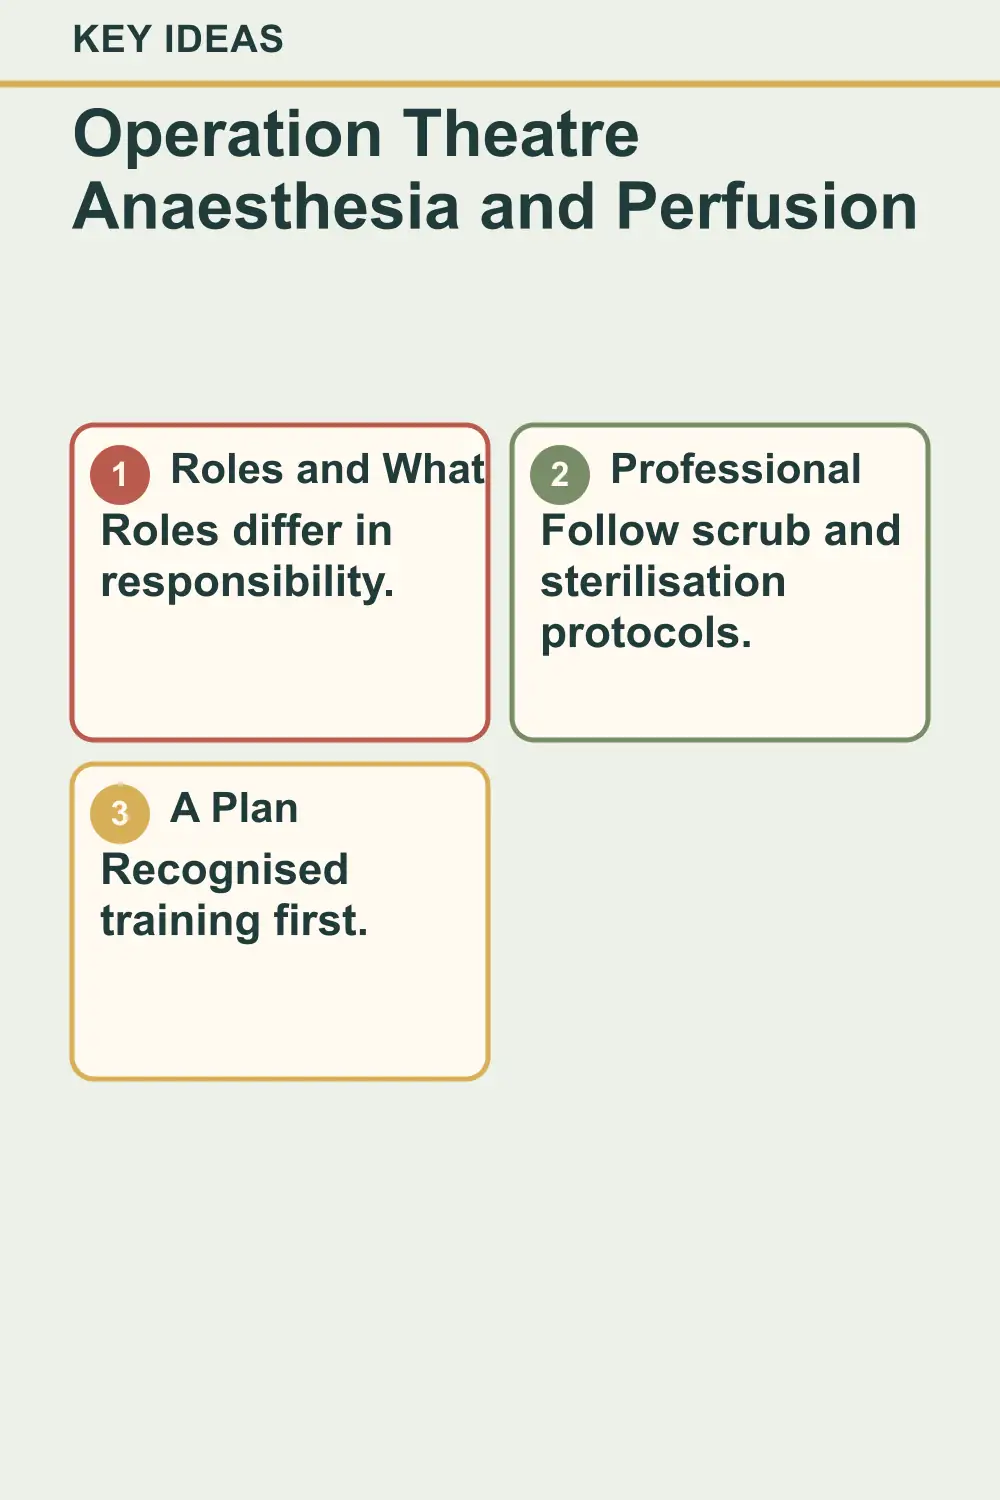 KEY IDEAS
Operation Theatre
Anaesthesia and Perfusion
1 Roles and What
Roles differ in
responsibility.
2 Professional
Follow scrub and
sterilisation
protocols.
3 A Plan
Recognised
training first.